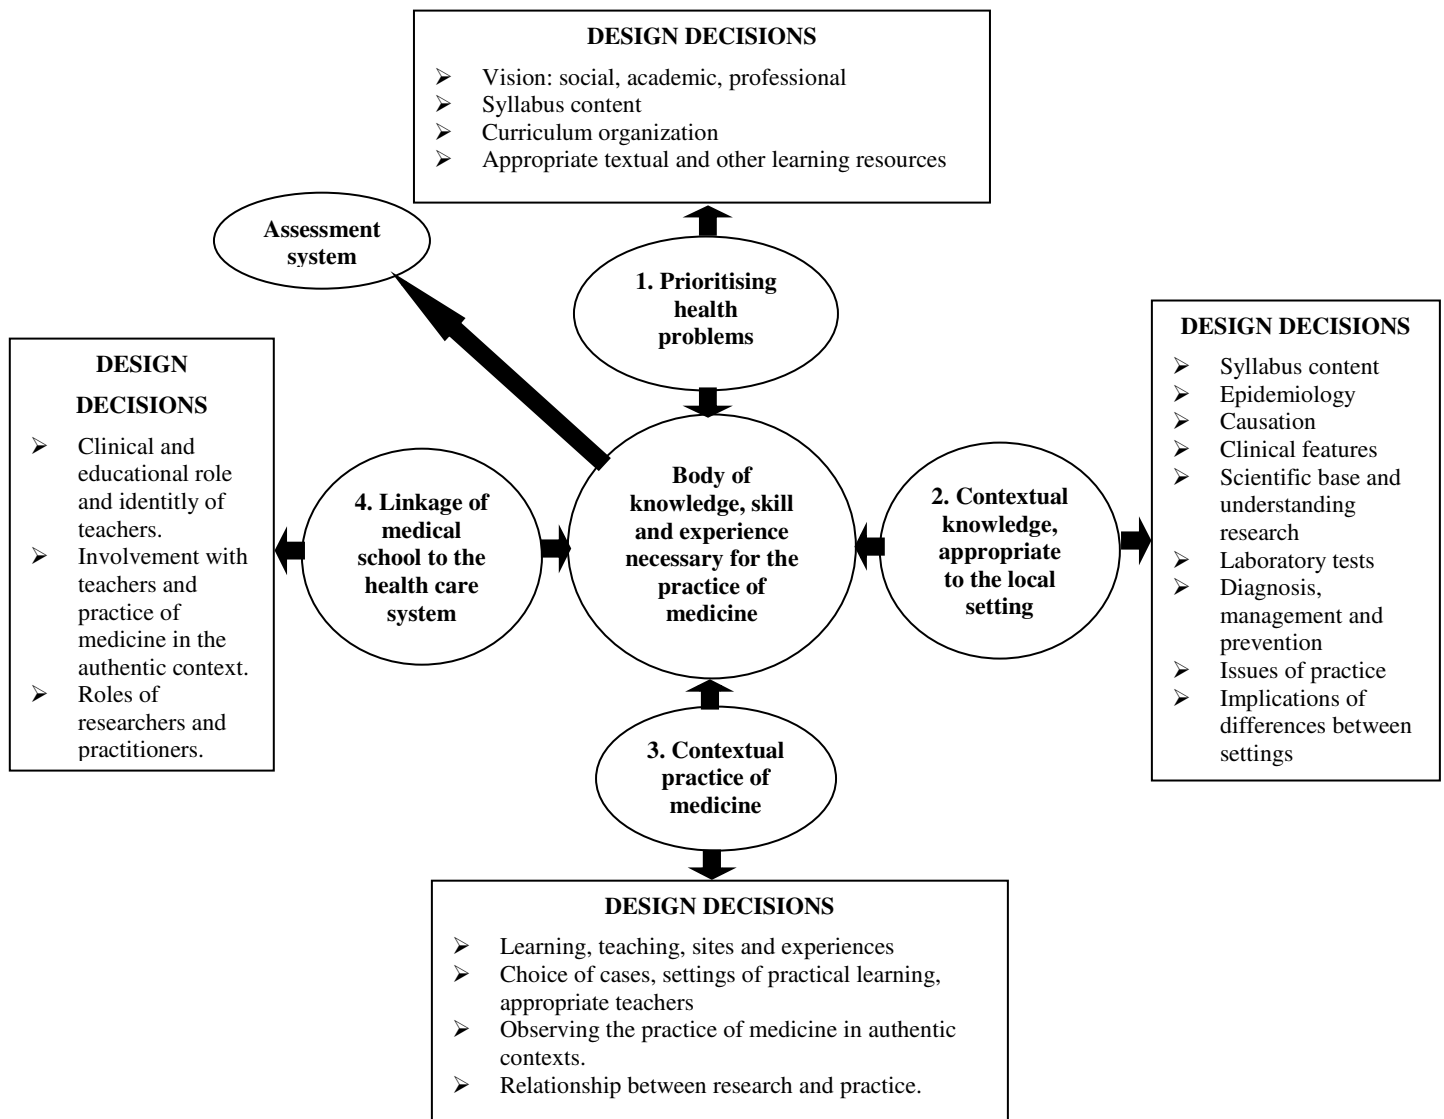 DESIGN DECISIONS
➢ Vision: social, academic, professional
➢ Syllabus content
➢ Curriculum organization
➢ Appropriate textual and other learning resources
Assessment
system
1. Prioritising
health
problems
DESIGN
DECISIONS
➢ Clinical and
educational role
and identitly of
teachers.
➢ Involvement with
teachers and
practice of
medicine in the
authentic context.
➢ Roles of
researchers and
practitioners.
4. Linkage of
medical
school to the
health care
system
Body of
knowledge, skill
and experience
necessary for the
practice of
medicine
2. Contextual
knowledge,
appropriate
to the local
setting
DESIGN DECISIONS
➢ Syllabus content
➢ Epidemiology
➢ Causation
➢ Clinical features
➢ Scientific base and
understanding
research
➢ Laboratory tests
➢ Diagnosis,
management and
prevention
➢ Issues of practice
➢ Implications of
differences between
settings
3. Contextual
practice of
medicine
DESIGN DECISIONS
➢ Learning, teaching, sites and experiences
➢ Choice of cases, settings of practical learning,
appropriate teachers
➢ Observing the practice of medicine in authentic
contexts.
➢ Relationship between research and practice.